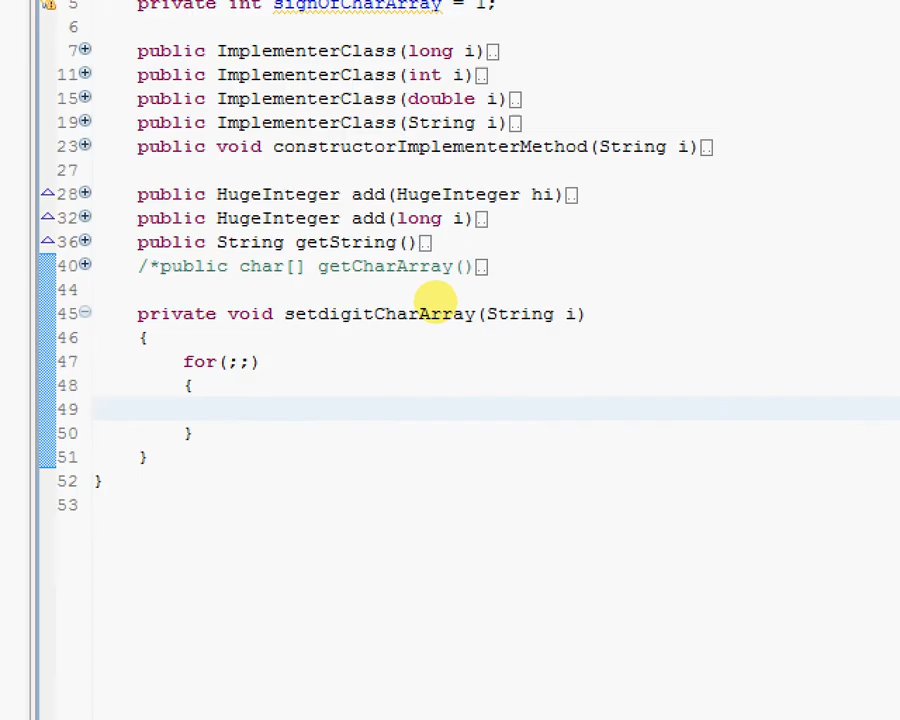 5 private int signOfCharArray = 1;
6
7 public ImplementerClass(long i)
11 public ImplementerClass(int i)
15 public ImplementerClass(double i)
19 public ImplementerClass(String i)
23 public void constructorImplementerMethod(String i)
27
28 public HugeInteger add(HugeInteger hi)
32 public HugeInteger add(long i)
36 public String getString()
40 /*public char[] getCharArray()
44
45 private void setdigitCharArray(String i)
46 {
47 for(;;)
48 {
49
50 }
51 }
52 }
53